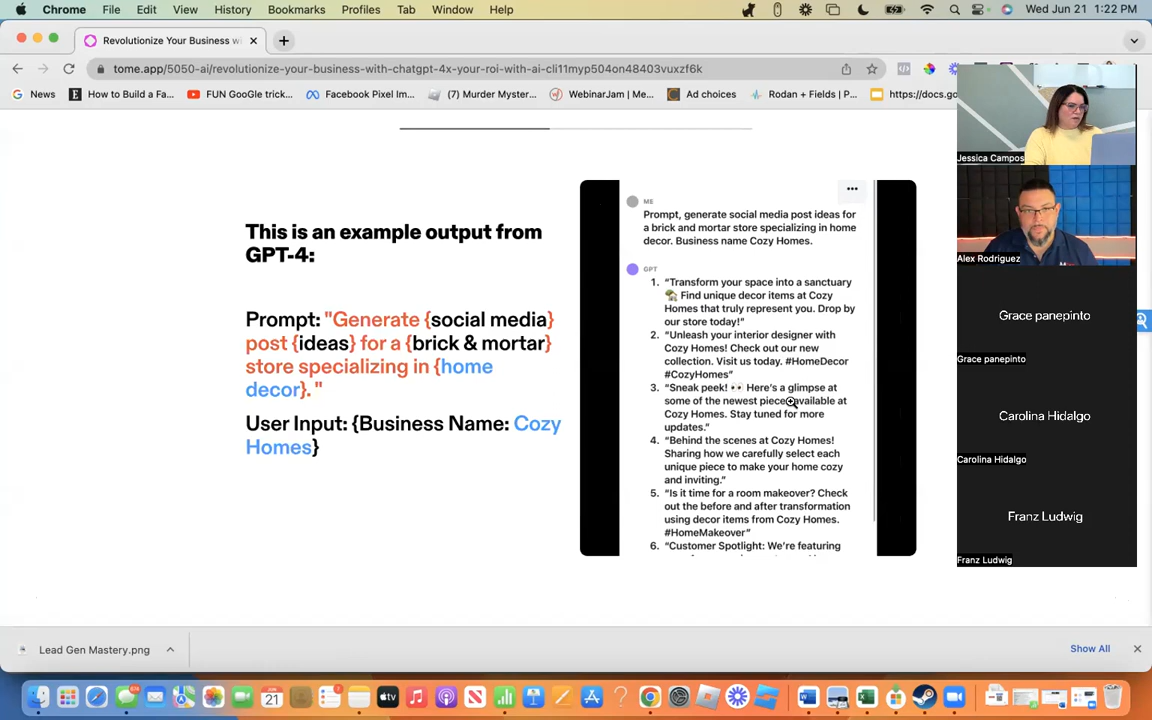 Chrome File Edit View History Bookmarks Profiles Tab Window Help Wed Jun 21 1:22 PM
Revolutionize Your Business wi
tome.app/5050-ai/revolutionize-your-business-with-chatgpt-4x-your-roi-with-ai-cli11myp504on48403vuxzf6k
News How to Build a Fa... FUN GooGle trick... Facebook Pixel Im... (7) Murder Myster... WebinarJam | Me... Ad choices Rodan + Fields | P... https://docs.go
This is an example output from
GPT-4:
Prompt: "Generate {social media}
post {ideas} for a {brick & mortar}
store specializing in {home
decor}. "
User Input: {Business Name: Cozy
Homes}
ME
Prompt, generate social media post ideas for
a brick and mortar store specializing in home
decor. Business name Cozy Homes.
GPT
1. “Transform your space into a sanctuary
🏡 Find unique decor items at Cozy
Homes that truly represent you. Drop by
our store today!”
2. “Unleash your interior designer with
Cozy Homes! Check out our new
collection. Visit us today. #HomeDecor
#CozyHomes”
3. “Sneak peek! 👀 Here’s a glimpse at
some of the newest pieces available at
Cozy Homes. Stay tuned for more
updates.”
4. “Behind the scenes at Cozy Homes!
Sharing how we carefully select each
unique piece to make your home cozy
and inviting.”
5. “Is it time for a room makeover? Check
out the before and after transformation
using decor items from Cozy Homes.
#HomeMakeover”
6. “Customer Spotlight: We’re featuring
Jessica Campos
Alex Rodriguez
Grace panepinto
Grace panepinto
Carolina Hidalgo
Carolina Hidalgo
Franz Ludwig
Franz Ludwig
Lead Gen Mastery.png
Show All